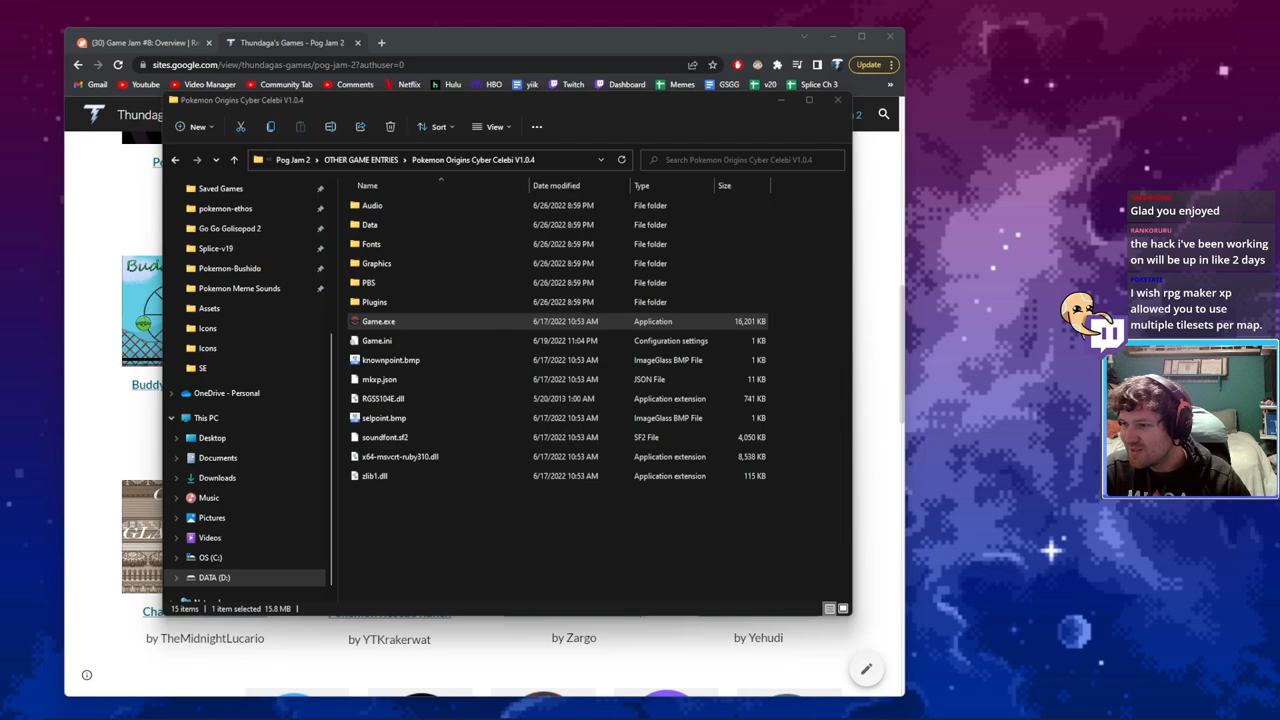 (30) Game Jam #8: Overview | Re
Thundaga's Games - Pog Jam 2
sites.google.com/view/thundagas-games/pog-jam-2?authuser=0
Update
Gmail
Youtube
Video Manager
Community Tab
Comments
Netflix
Hulu
HBO
yiik
Twitch
Dashboard
Memes
GSGG
v20
Splice Ch 3
»
Thundag
2
Pokemon Origins Cyber Celebi V1.0.4
New
Sort
View
Pog Jam 2 > OTHER GAME ENTRIES > Pokemon Origins Cyber Celebi V1.0.4
Search Pokemon Origins Cyber Celebi V1.0.4
Name Date modified Type Size
Saved Games
pokemon-ethos
Go Go Golisopod 2
Splice-v19
Pokemon-Bushido
Pokemon Meme Sounds
Assets
Icons
Icons
SE
OneDrive - Personal
This PC
Desktop
Documents
Downloads
Music
Pictures
Videos
OS (C:)
DATA (D:)
Audio 6/26/2022 8:59 PM File folder
Data 6/26/2022 8:59 PM File folder
Fonts 6/26/2022 8:59 PM File folder
Graphics 6/26/2022 8:59 PM File folder
PBS 6/26/2022 8:59 PM File folder
Plugins 6/26/2022 8:59 PM File folder
Game.exe 6/17/2022 10:53 AM Application 16,201 KB
Game.ini 6/19/2022 11:04 PM Configuration settings 1 KB
knownpoint.bmp 6/17/2022 10:53 AM ImageGlass BMP File 1 KB
mkxp.json 6/17/2022 10:53 AM JSON File 11 KB
RGSS104E.dll 5/20/2013 1:00 AM Application extension 741 KB
selpoint.bmp 6/17/2022 10:53 AM ImageGlass BMP File 1 KB
soundfont.sf2 6/17/2022 10:53 AM SF2 File 4,050 KB
x64-msvcrt-ruby310.dll 6/17/2022 10:53 AM Application extension 8,538 KB
zlib1.dll 6/17/2022 10:53 AM Application extension 115 KB
15 items
1 item selected 15.8 MB
Po
Budd
Buddy
GLA
Cha
by TheMidnightLucario
by YTKrakerwat
by Zargo
by Yehudi
Glad you enjoyed
RANKORURU
the hack i've been working
on will be up in like 2 days
I wish rpg maker xp
allowed you to use
multiple tilesets per map.